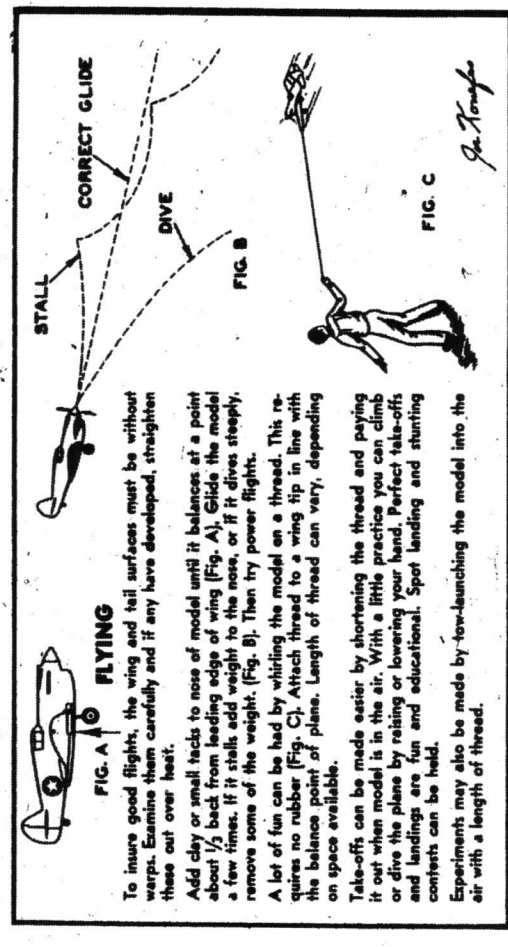 STALL
CORRECT GLIDE
DIVE
FIG. B
FIG. A
FLYING
To insure good flights, the wing and tail surfaces must be without
warps. Examine them carefully and if any have developed, straighten
these out over heat.
Add clay or small tacks to nose of model until it balances at a point
about 1/3 back from leading edge of wing (Fig. A). Glide the model
a few times. If it stalls add weight to the nose, or if it dives steeply,
remove some of the weight. (Fig. B). Then try power flights.
A lot of fun can be had by whirling the model on a thread. This re-
quires no rubber (Fig. C). Attach thread to a wing tip in line with
the balance point of plane. Length of thread can vary, depending
on space available.
Take-offs can be made easier by shortening the thread and paying
it out when model is in the air. With a little practice you can climb
or dive the plane by raising or lowering your hand. Perfect take-offs
and landings are fun and educational. Spot landing and stunting
contests can be held.
Experiments may also be made by tow-launching the model into the
air with a length of thread.
FIG. C